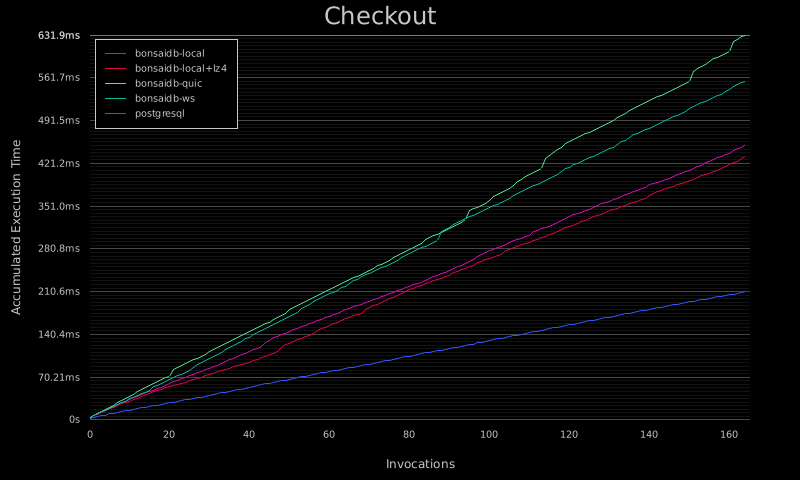 Checkout
631.9ms
561.7ms
491.5ms
421.2ms
351.0ms
280.8ms
210.6ms
140.4ms
70.21ms
0s
Accumulated Execution Time
bonsaidb-local
bonsaidb-local+lz4
bonsaidb-quic
bonsaidb-ws
postgresql
0 20 40 60 80 100 120 140 160
Invocations